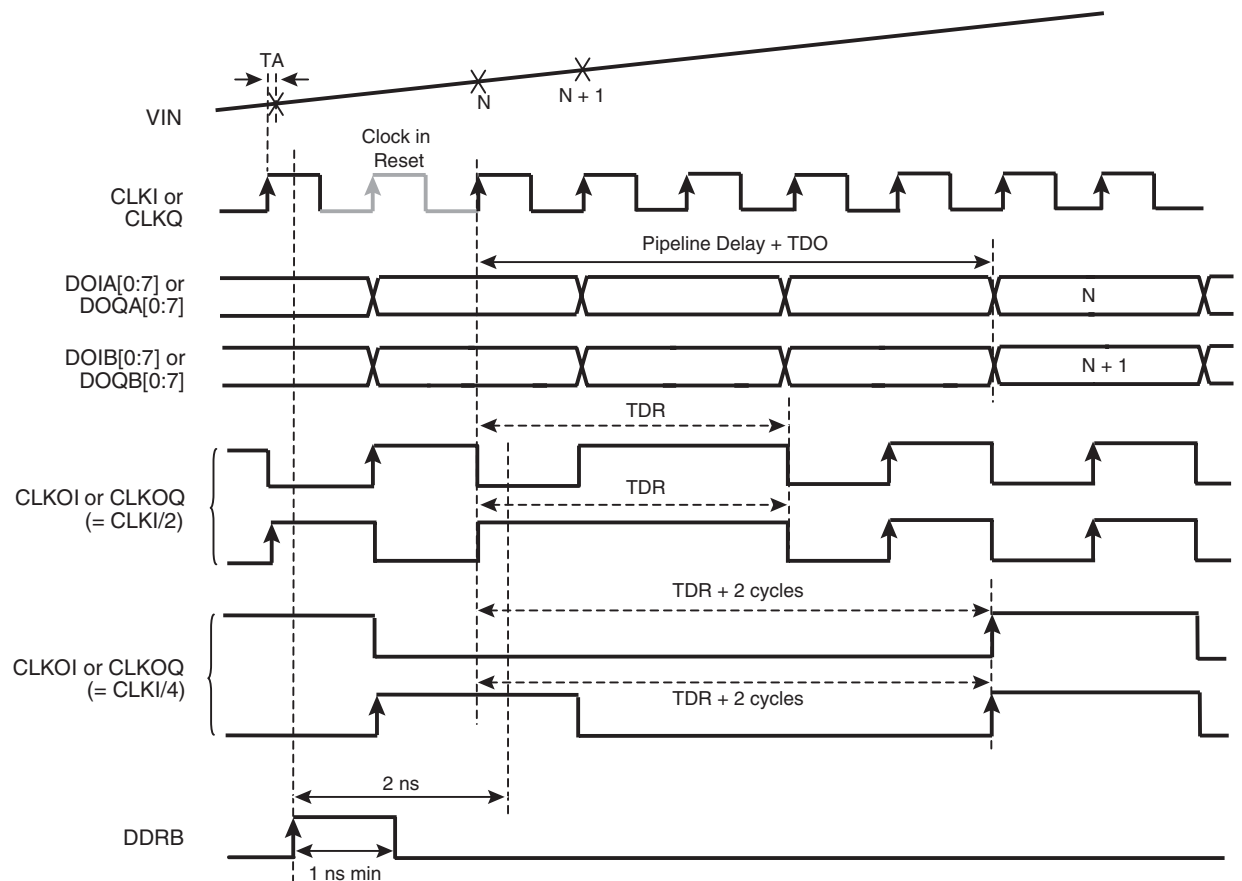 TA
N
N + 1
VIN
Clock in
Reset
CLKI or
CLKQ
Pipeline Delay + TDO
DOIA[0:7] or
DOQA[0:7]
N
DOIB[0:7] or
DOQB[0:7]
N + 1
TDR
CLKOI or CLKOQ
(= CLKI/2)
TDR
TDR + 2 cycles
CLKOI or CLKOQ
(= CLKI/4)
TDR + 2 cycles
2 ns
DDRB
1 ns min